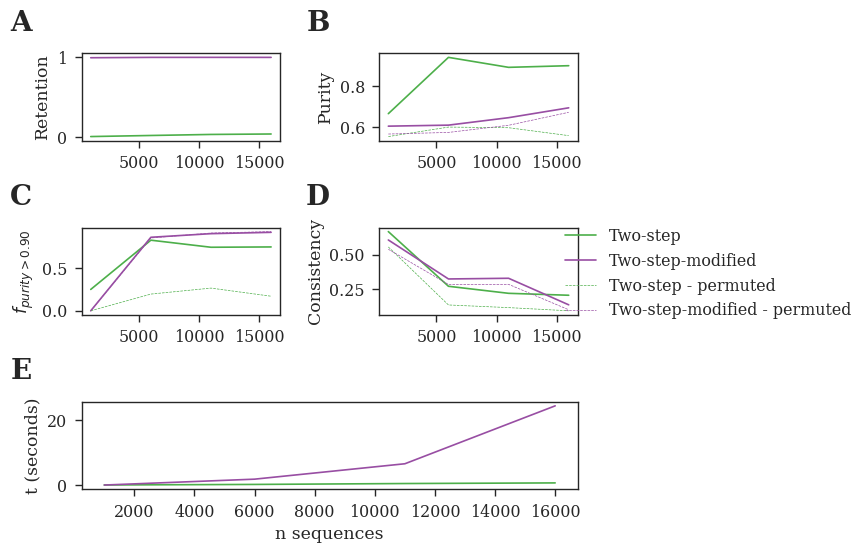 A
B
Retention
1
0
5000 10000 15000
Purity
0.8
0.6
5000 10000 15000
C
D
f purity > 0.90
0.5
0.0
5000 10000 15000
Consistency
0.50
0.25
5000 10000 15000
Two-step
Two-step-modified
Two-step - permuted
Two-step-modified - permuted
E
t (seconds)
20
0
2000 4000 6000 8000 10000 12000 14000 16000
n sequences